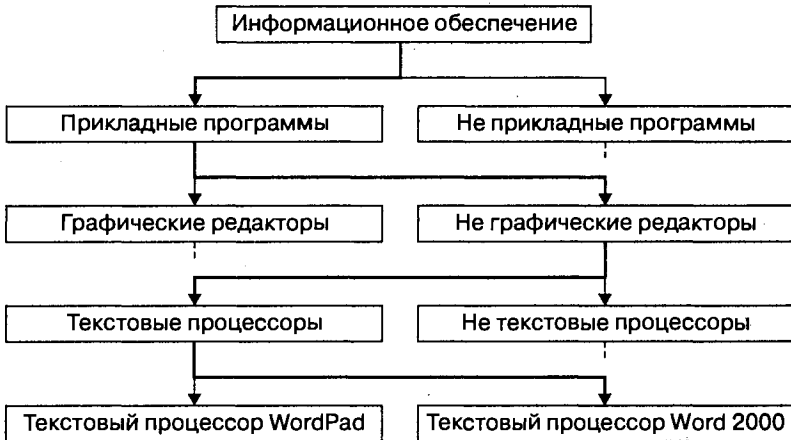 Информационное обеспечение
Прикладные программы
Не прикладные программы
Графические редакторы
Не графические редакторы
Текстовые процессоры
Не текстовые процессоры
Текстовый процессор WordPad
Текстовый процессор Word 2000